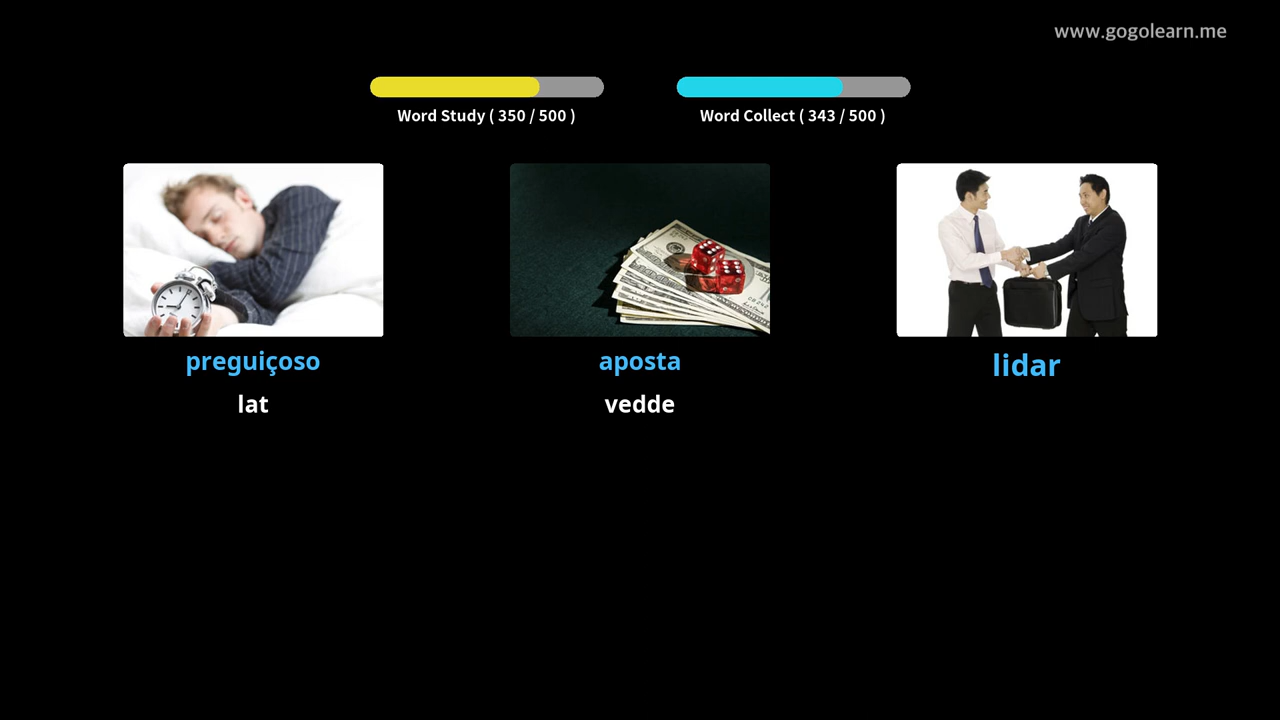 www.gogolearn.me
Word Study ( 350 / 500 )
Word Collect ( 343 / 500 )
preguiçoso
aposta
lidar
lat
vedde